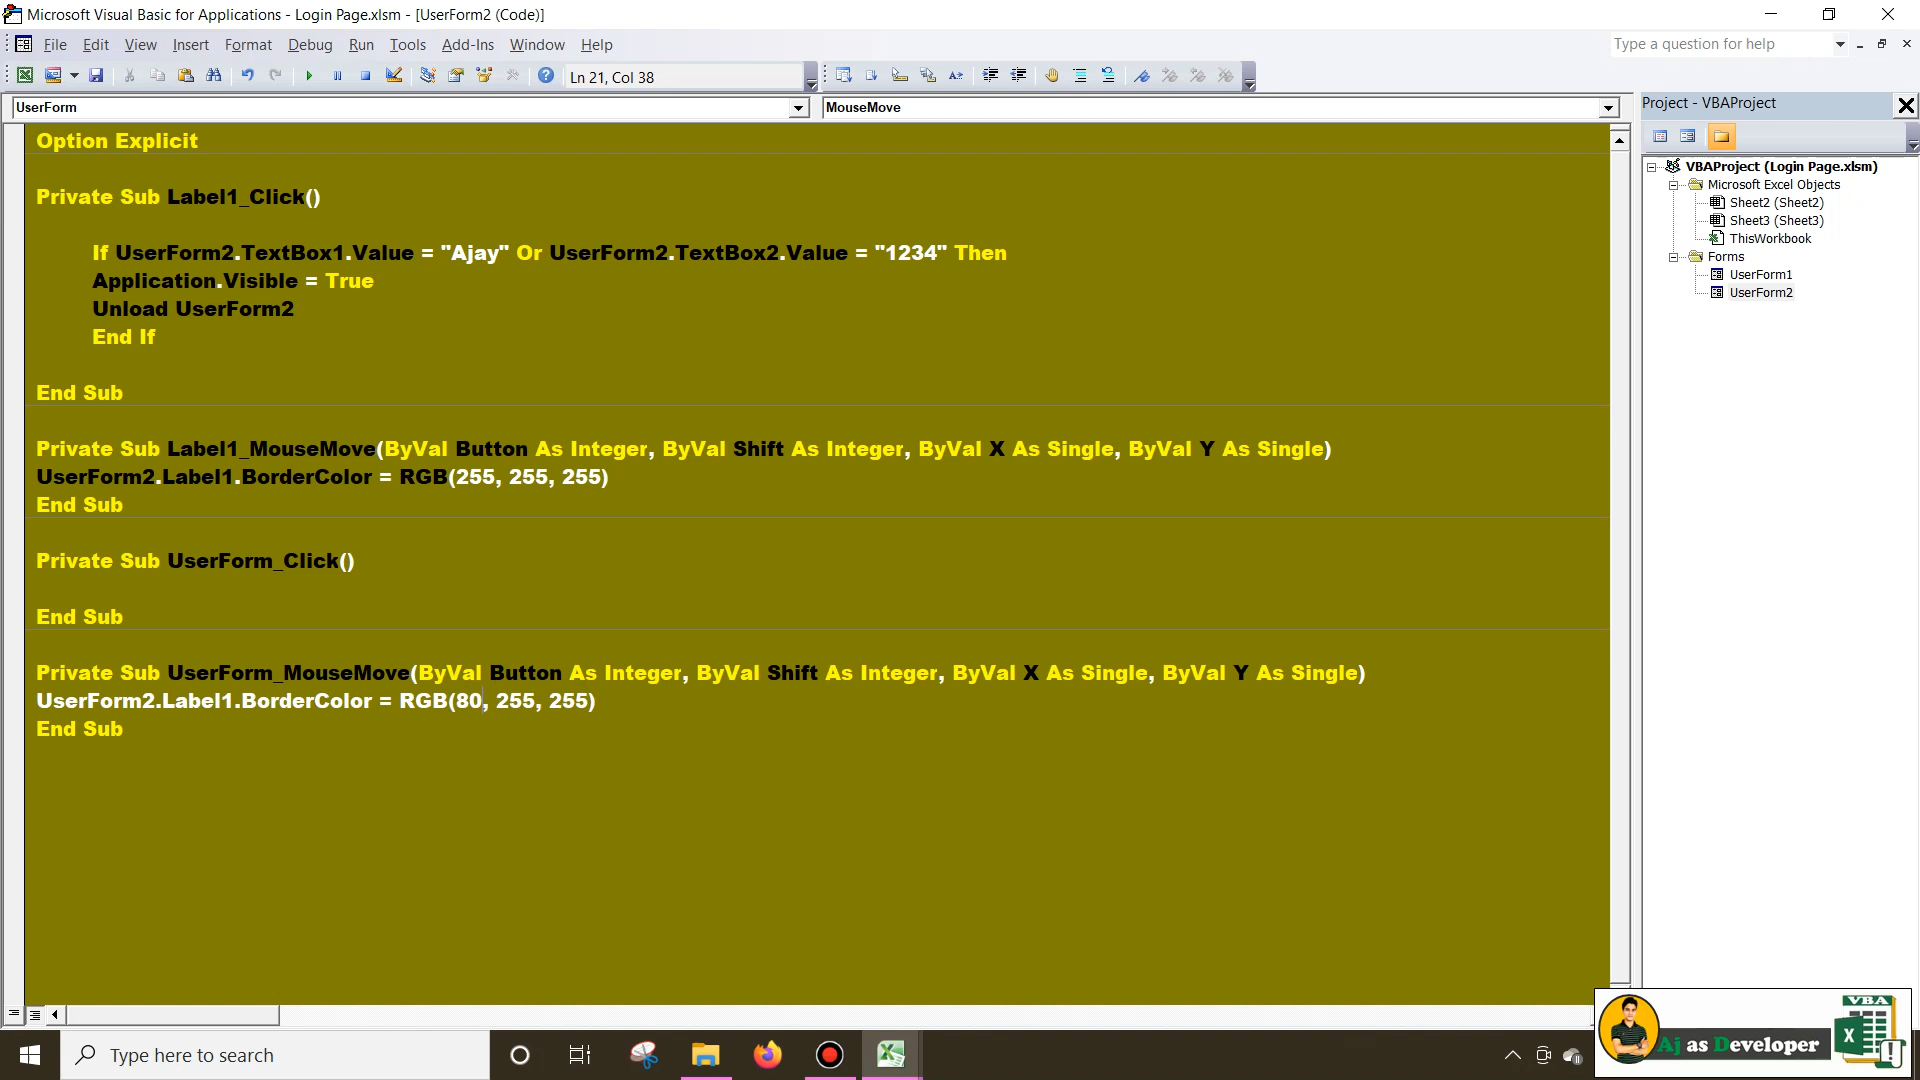 Microsoft Visual Basic for Applications - Login Page.xlsm - [UserForm2 (Code)]
File Edit View Insert Format Debug Run Tools Add-Ins Window Help
Type a question for help
Ln 21, Col 38
UserForm
MouseMove
Project - VBAProject
Option Explicit
Private Sub Label1_Click()
If UserForm2.TextBox1.Value = "Ajay" Or UserForm2.TextBox2.Value = "1234" Then
Application.Visible = True
Unload UserForm2
End If
End Sub
Private Sub Label1_MouseMove(ByVal Button As Integer, ByVal Shift As Integer, ByVal X As Single, ByVal Y As Single)
UserForm2.Label1.BorderColor = RGB(255, 255, 255)
End Sub
Private Sub UserForm_Click()
End Sub
Private Sub UserForm_MouseMove(ByVal Button As Integer, ByVal Shift As Integer, ByVal X As Single, ByVal Y As Single)
UserForm2.Label1.BorderColor = RGB(80, 255, 255)
End Sub
VBAProject (Login Page.xlsm)
Microsoft Excel Objects
Sheet2 (Sheet2)
Sheet3 (Sheet3)
ThisWorkbook
Forms
UserForm1
UserForm2
VBA
X
Aj as Developer
Type here to search